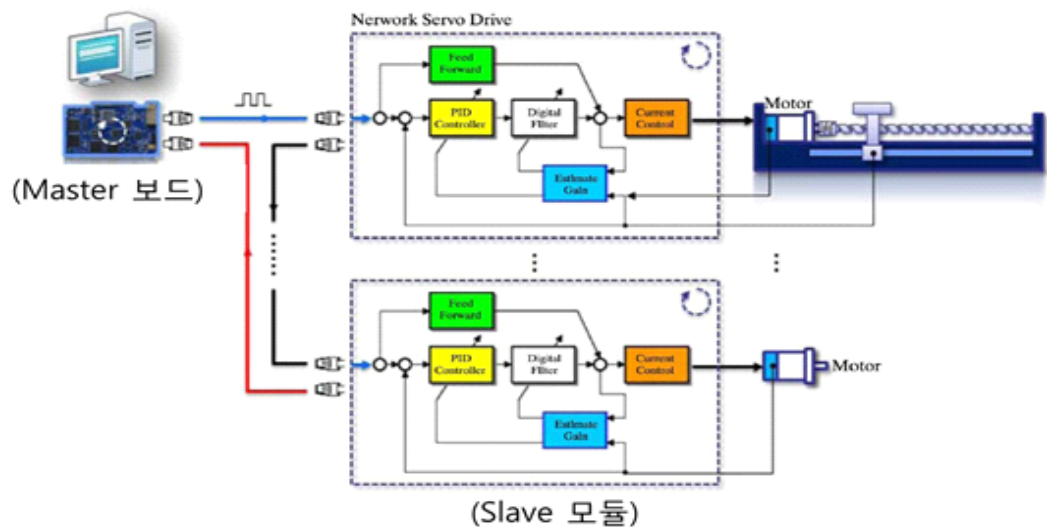 Nerwork Servo Drive
Feed
Forward
PID
Controller
Digital
Filter
Current
Control
Estimate
Gain
Motor
(Master 보드)
Feed
Forward
PID
Controller
Digital
Filter
Current
Control
Estimate
Gain
Motor
(Slave 모듈)